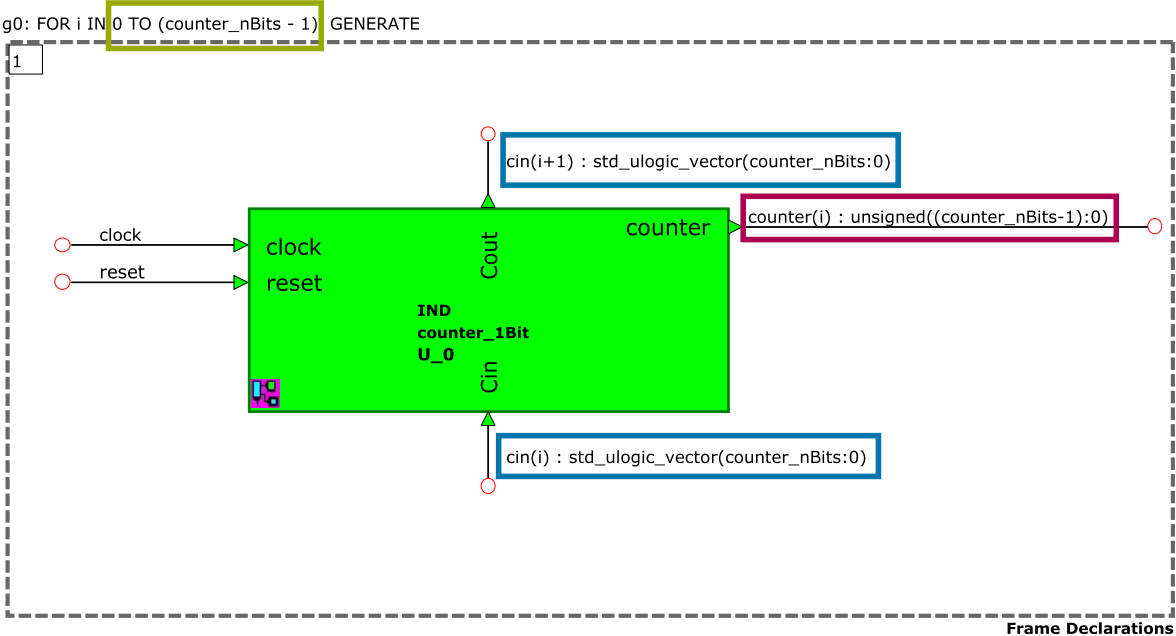 g0: FOR i IN 0 TO (counter_nBits - 1) GENERATE
1
cin(i+1) : std_ulogic_vector(counter_nBits:0)
counter(i) : unsigned((counter_nBits-1):0)
clock
reset
clock
reset
Cout
counter
IND
counter_1Bit
U_0
Cin
cin(i) : std_ulogic_vector(counter_nBits:0)
Frame Declarations